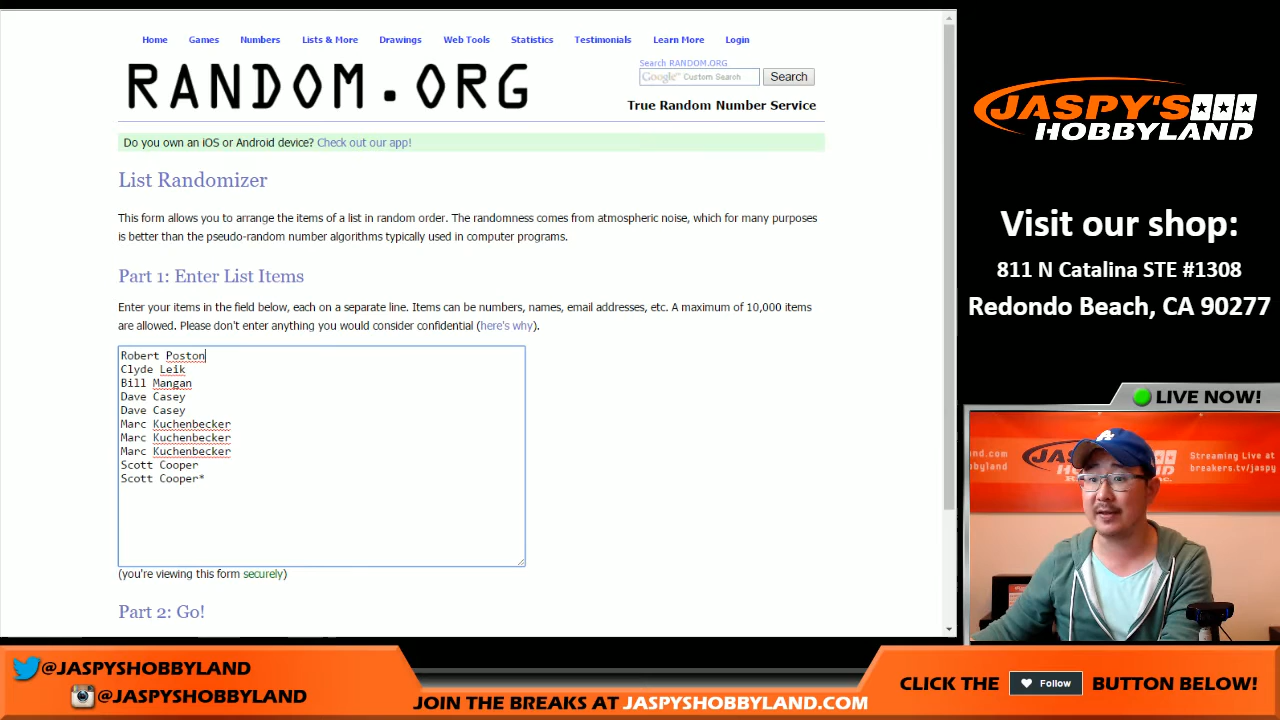 Home Games Numbers Lists & More Drawings Web Tools Statistics Testimonials Learn More Login
RANDOM.ORG
Search RANDOM.ORG
Google™ Custom Search Search
True Random Number Service
Do you own an iOS or Android device? Check out our app!
List Randomizer
This form allows you to arrange the items of a list in random order. The randomness comes from atmospheric noise, which for many purposes
is better than the pseudo-random number algorithms typically used in computer programs.
Part 1: Enter List Items
Enter your items in the field below, each on a separate line. Items can be numbers, names, email addresses, etc. A maximum of 10,000 items
are allowed. Please don't enter anything you would consider confidential (here's why).
Robert Poston
Clyde Leik
Bill Mangan
Dave Casey
Dave Casey
Marc Kuchenbecker
Marc Kuchenbecker
Marc Kuchenbecker
Scott Cooper
Scott Cooper*
(you're viewing this form securely)
Part 2: Go!
JASPY'S
HOBBYLAND
Visit our shop:
811 N Catalina STE #1308
Redondo Beach, CA 90277
LIVE NOW!
Streaming Live at
breakers.tv/jaspy
@JASPYSHOBBYLAND
@JASPYSHOBBYLAND
JOIN THE BREAKS AT JASPYSHOBBYLAND.COM
CLICK THE Follow BUTTON BELOW!